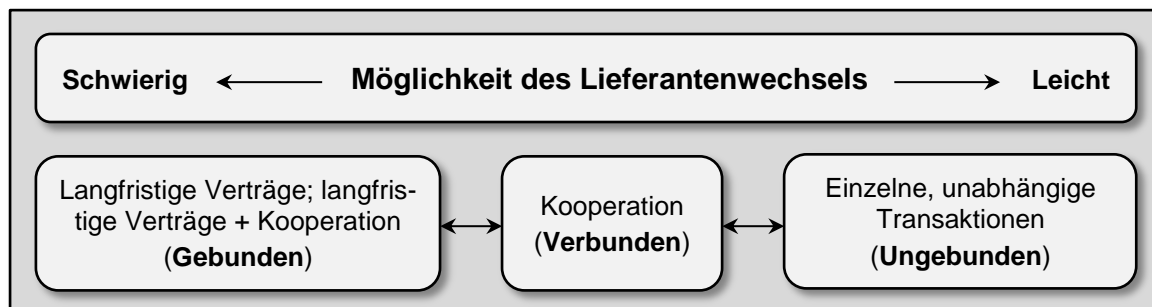 Schwierig Möglichkeit des Lieferantenwechsels Leicht
Langfristige Verträge; langfris-
tige Verträge + Kooperation
(Gebunden)
Kooperation
(Verbunden)
Einzelne, unabhängige
Transaktionen
(Ungebunden)